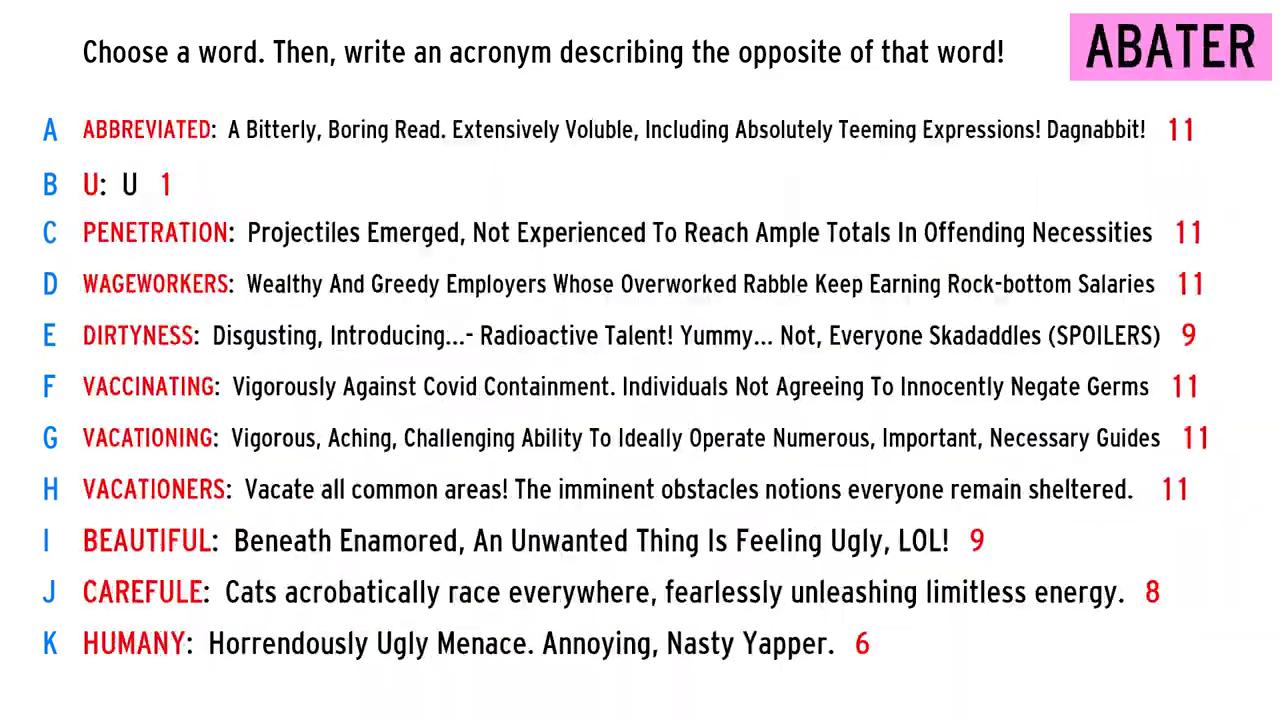 Choose a word. Then, write an acronym describing the opposite of that word!
ABATER
A ABBREVIATED: A Bitterly, Boring Read. Extensively Voluble, Including Absolutely Teeming Expressions! Dagnabbit! 11
B U: U 1
C PENETRATION: Projectiles Emerged, Not Experienced To Reach Ample Totals In Offending Necessities 11
D WAGEWORKERS: Wealthy And Greedy Employers Whose Overworked Rabble Keep Earning Rock-bottom Salaries 11
E DIRTYNESS: Disgusting, Introducing...- Radioactive Talent! Yummy... Not, Everyone Skadaddles (SPOILERS) 9
F VACCINATING: Vigorously Against Covid Containment. Individuals Not Agreeing To Innocently Negate Germs 11
G VACATIONING: Vigorous, Aching, Challenging Ability To Ideally Operate Numerous, Important, Necessary Guides 11
H VACATIONERS: Vacate all common areas! The imminent obstacles notions everyone remain sheltered. 11
I BEAUTIFUL: Beneath Enamored, An Unwanted Thing Is Feeling Ugly, LOL! 9
J CAREFULE: Cats acrobatically race everywhere, fearlessly unleashing limitless energy. 8
K HUMANY: Horrendously Ugly Menace. Annoying, Nasty Yapper. 6